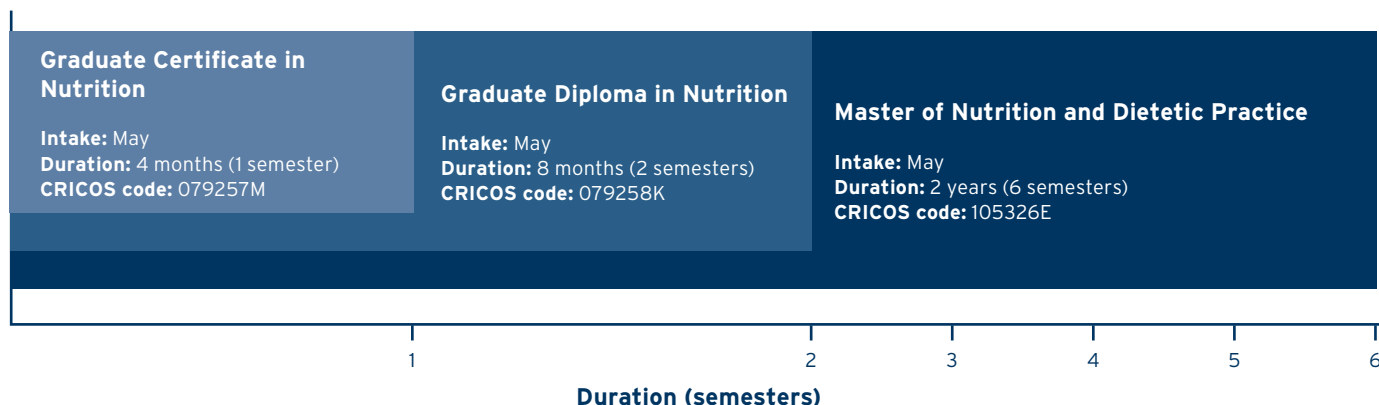 Graduate Certificate in
Nutrition
Intake: May
Duration: 4 months (1 semester)
CRICOS code: 079257M
Graduate Diploma in Nutrition
Intake: May
Duration: 8 months (2 semesters)
CRICOS code: 079258K
Master of Nutrition and Dietetic Practice
Intake: May
Duration: 2 years (6 semesters)
CRICOS code: 105326E
1
2
3
4
5
6
Duration (semesters)